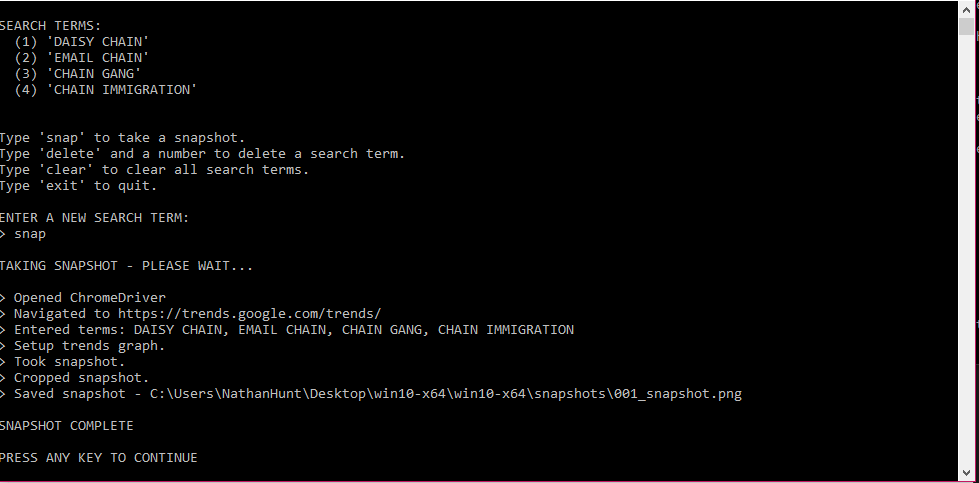 SEARCH TERMS:
(1) 'DAISY CHAIN'
(2) 'EMAIL CHAIN'
(3) 'CHAIN GANG'
(4) 'CHAIN IMMIGRATION'
Type 'snap' to take a snapshot.
Type 'delete' and a number to delete a search term.
Type 'clear' to clear all search terms.
Type 'exit' to quit.
ENTER A NEW SEARCH TERM:
> snap
TAKING SNAPSHOT - PLEASE WAIT...
> Opened ChromeDriver
> Navigated to https://trends.google.com/trends/
> Entered terms: DAISY CHAIN, EMAIL CHAIN, CHAIN GANG, CHAIN IMMIGRATION
> Setup trends graph.
> Took snapshot.
> Cropped snapshot.
> Saved snapshot - C:\Users\NathanHunt\Desktop\win10-x64\win10-x64\snapshots\001_snapshot.png
SNAPSHOT COMPLETE
PRESS ANY KEY TO CONTINUE